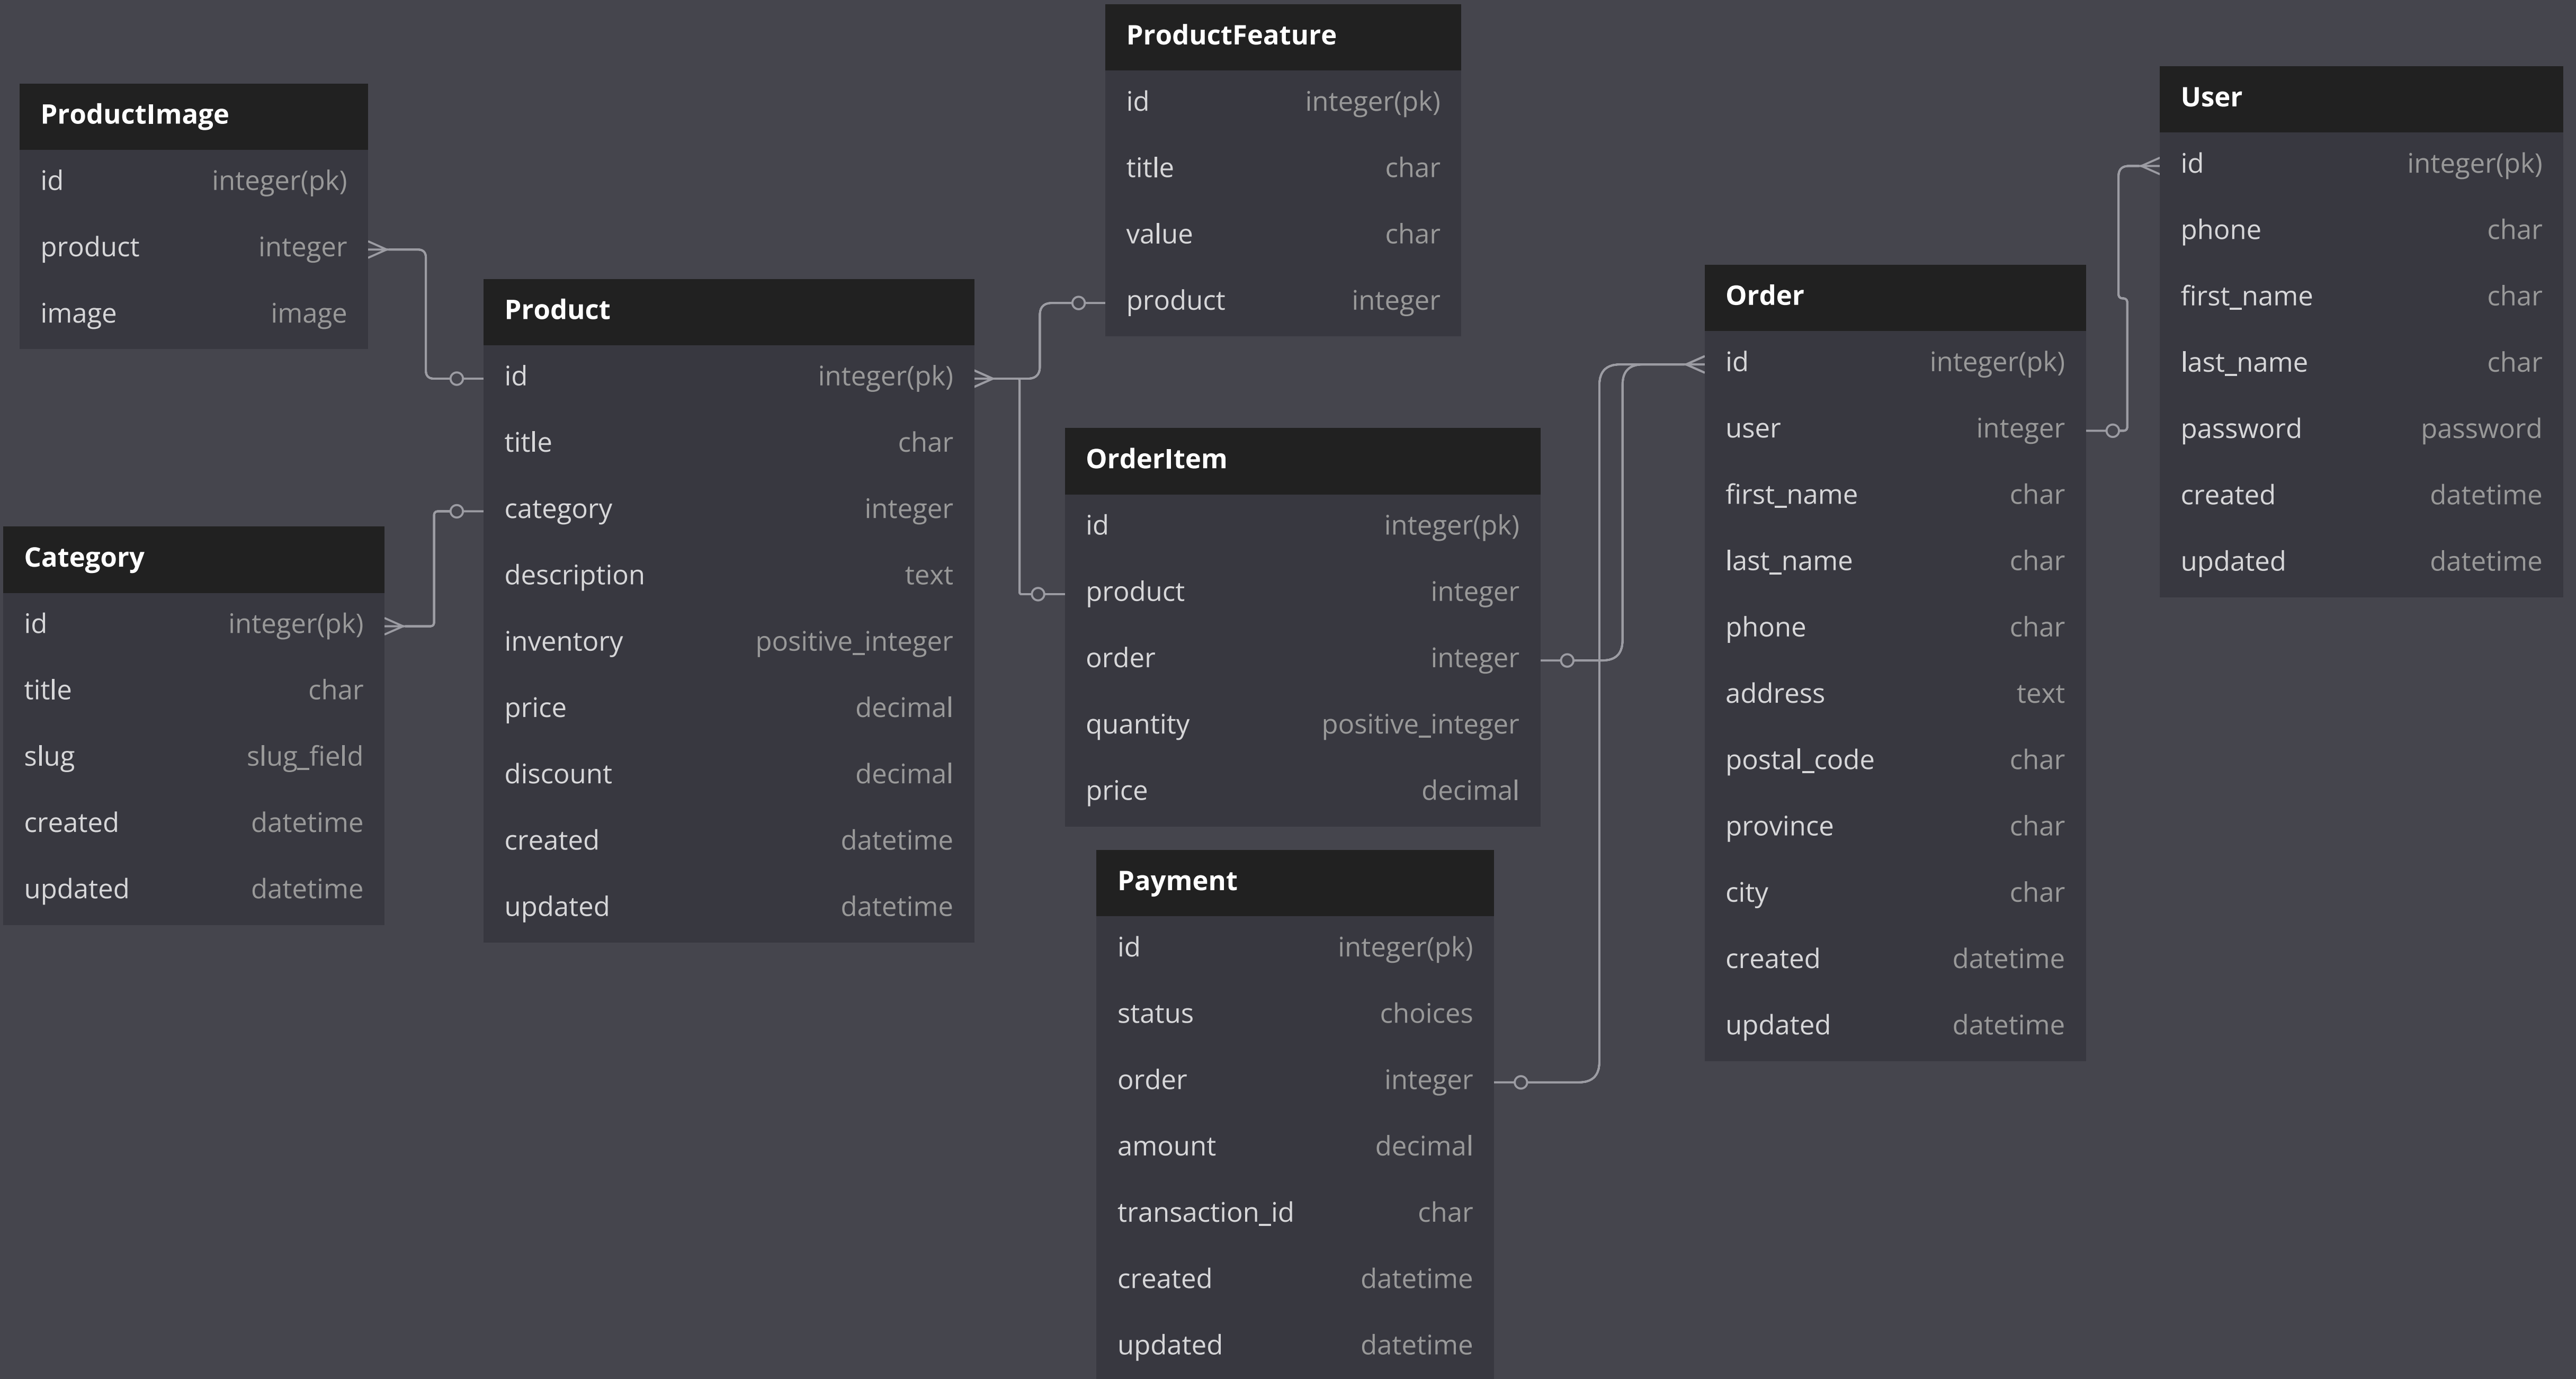 ProductImage
id integer(pk)
product integer
image image
Category
id integer(pk)
title char
slug slug_field
created datetime
updated datetime
Product
id integer(pk)
title char
category integer
description text
inventory positive_integer
price decimal
discount decimal
created datetime
updated datetime
ProductFeature
id integer(pk)
title char
value char
product integer
OrderItem
id integer(pk)
product integer
order integer
quantity positive_integer
price decimal
Payment
id integer(pk)
status choices
order integer
amount decimal
transaction_id char
created datetime
updated datetime
Order
id integer(pk)
user integer
first_name char
last_name char
phone char
address text
postal_code char
province char
city char
created datetime
updated datetime
User
id integer(pk)
phone char
first_name char
last_name char
password password
created datetime
updated datetime